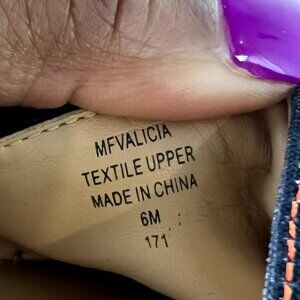 MFVALICIA
TEXTILE UPPER
MADE IN CHINA
6M
171